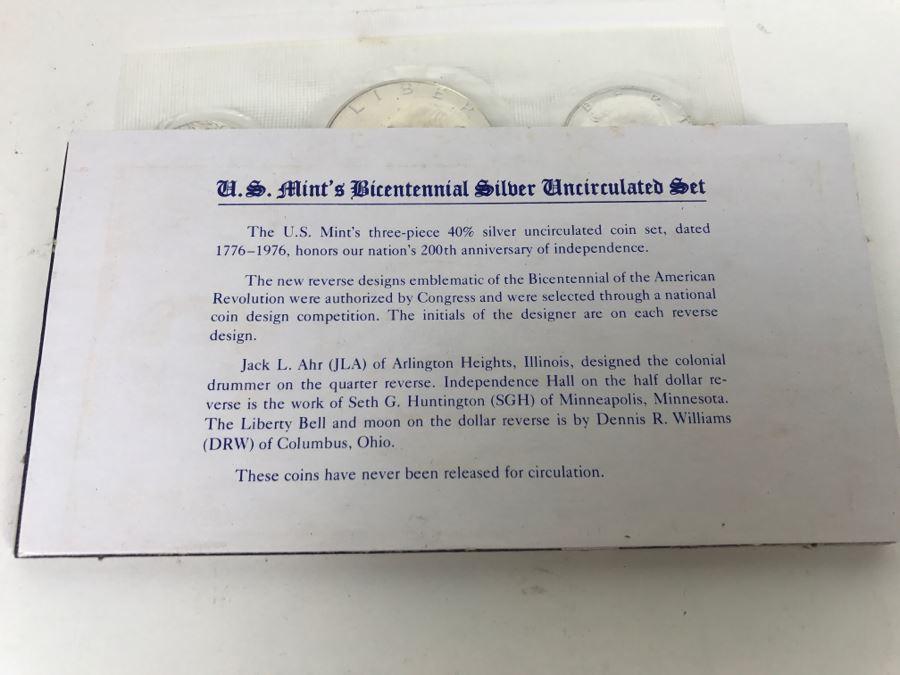 LIBE
U.S. Mint's Bicentennial Silver Uncirculated Set
The U.S. Mint's three-piece 40% silver uncirculated coin set, dated
1776-1976, honors our nation's 200th anniversary of independence.
The new reverse designs emblematic of the Bicentennial of the American
Revolution were authorized by Congress and were selected through a national
coin design competition. The initials of the designer are on each reverse
design.
Jack L. Ahr (JLA) of Arlington Heights, Illinois, designed the colonial
drummer on the quarter reverse. Independence Hall on the half dollar re-
verse is the work of Seth G. Huntington (SGH) of Minneapolis, Minnesota.
The Liberty Bell and moon on the dollar reverse is by Dennis R. Williams
(DRW) of Columbus, Ohio.
These coins have never been released for circulation.